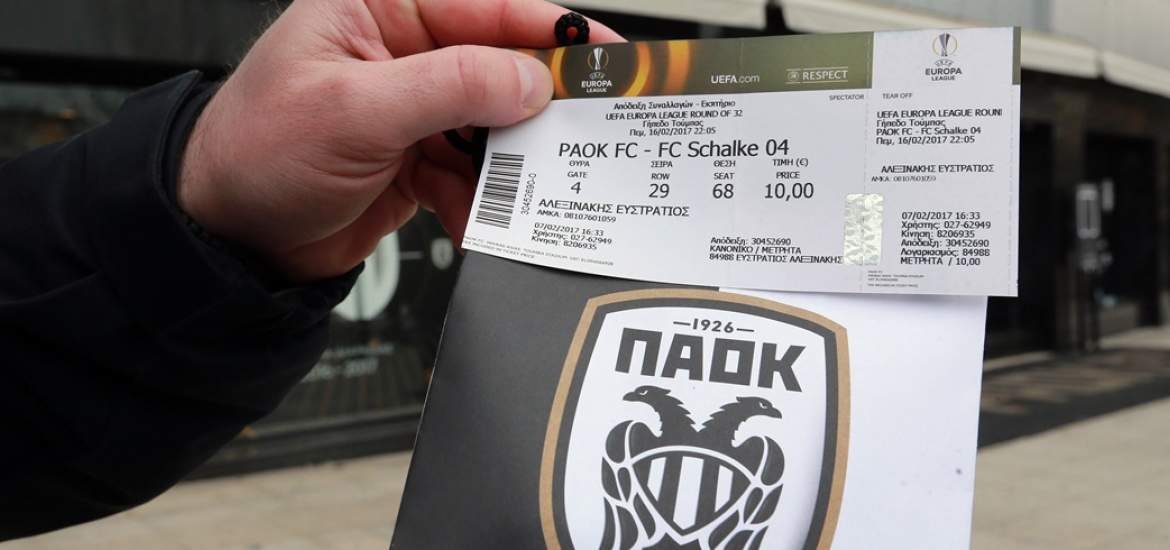 EUROPA
LEAGUE
UEFA.com
RESPECT
EUROPA
LEAGUE
SPECTATOR
TEAR OFF
Απόδειξη Συναλλαγών - Εισιτήριο
UEFA EUROPA LEAGUE ROUND OF 32
Γήπεδο Τούμπας
Πεμ, 16/02/2017 22:05
PAOK FC - FC Schalke 04
ΘΥΡΑ ΣΕΙΡΑ ΘΕΣΗ ΤΙΜΗ (€)
GATE ROW SEAT PRICE
4 29 68 10,00
ΑΛΕΞΙΝΑΚΗΣ ΕΥΣΤΡΑΤΙΟΣ
ΑΜΚΑ: 08107601059
07/02/2017 16:33
Χρήστης: 027-62949
Κίνηση: 8206935
Απόδειξη: 30452690
ΚΑΝΟΝΙΚΟ / ΜΕΤΡΗΤΑ
84988 ΕΥΣΤΡΑΤΙΟΣ ΑΛΕΞΙΝΑΚΗΣ
30452690-0
UEFA EUROPA LEAGUE ROUND
Γήπεδο Τούμπας
Πεμ, 16/02/2017 22:05
PAOK FC - FC Schalke 04
ΑΛΕΞΙΝΑΚΗΣ ΕΥΣΤΡΑΤΙΟΣ
ΑΜΚΑ: 08107601059
07/02/2017 16:33
Χρήστης: 027-62949
Κίνηση: 8206935
Απόδειξη: 30452690
Λογαριασμός: 84988
ΜΕΤΡΗΤΑ / 10,00
1926
ΠΑΟΚ